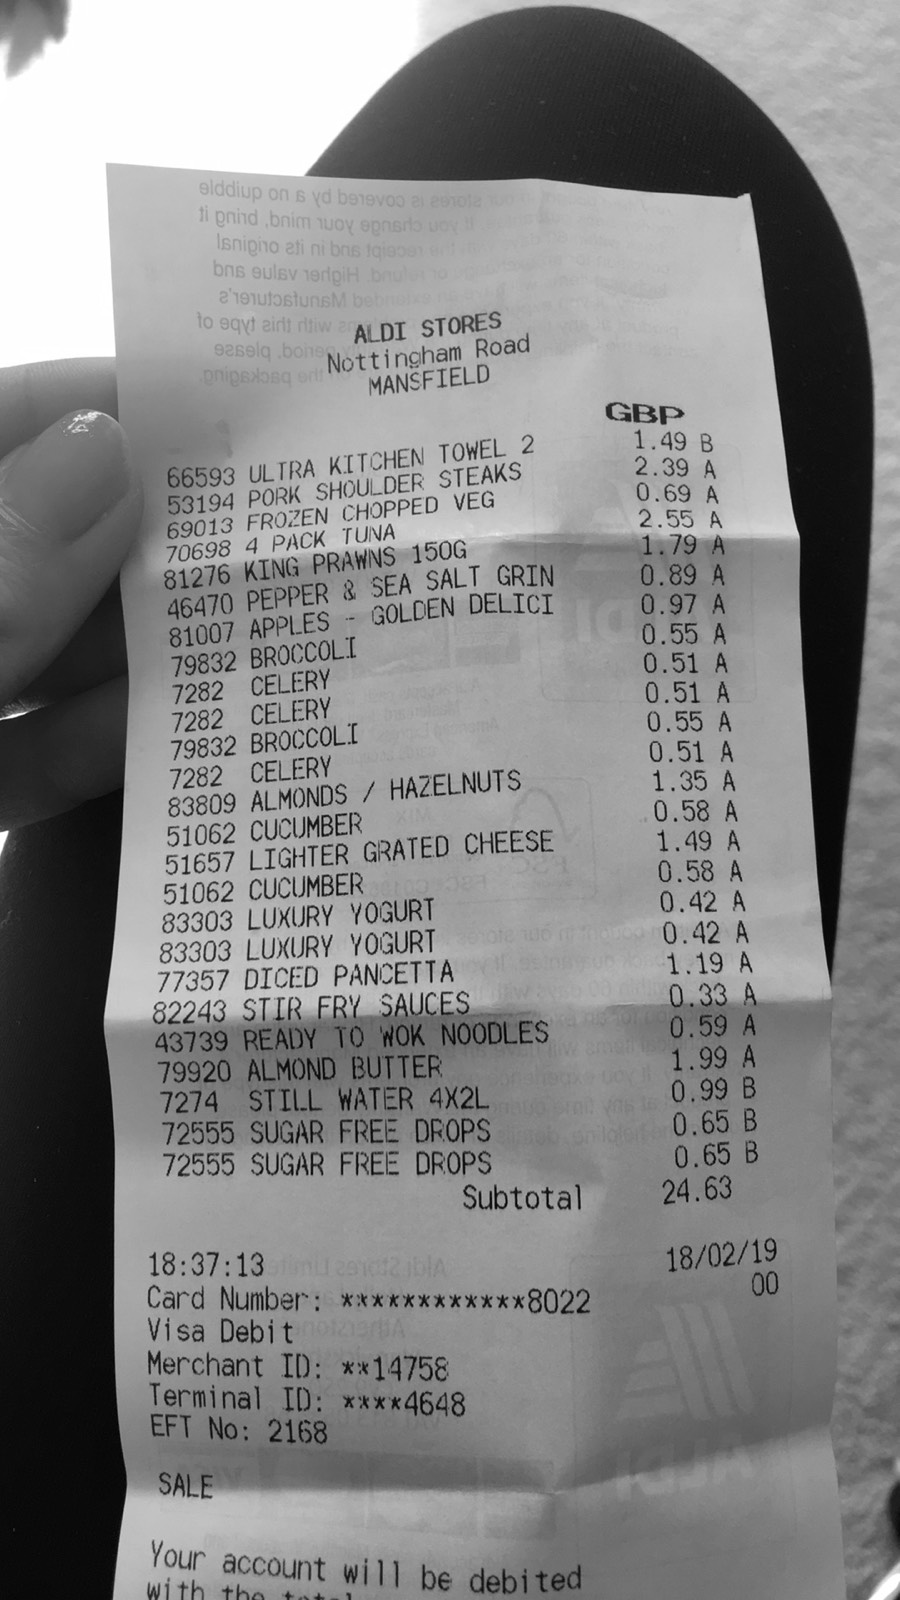 ALDI STORES
Nottingham Road
MANSFIELD
GBP
66593 ULTRA KITCHEN TOWEL 2 1.49 B
53194 PORK SHOULDER STEAKS 2.39 A
69013 FROZEN CHOPPED VEG 0.69 A
70698 4 PACK TUNA 2.55 A
81276 KING PRAWNS 150G 1.79 A
46470 PEPPER & SEA SALT GRIN 0.89 A
81007 APPLES - GOLDEN DELICI 0.97 A
79832 BROCCOLI 0.55 A
7282 CELERY 0.51 A
7282 CELERY 0.51 A
79832 BROCCOLI 0.55 A
7282 CELERY 0.51 A
83809 ALMONDS / HAZELNUTS 1.35 A
51062 CUCUMBER 0.58 A
51657 LIGHTER GRATED CHEESE 1.49 A
51062 CUCUMBER 0.58 A
83303 LUXURY YOGURT 0.42 A
83303 LUXURY YOGURT 0.42 A
77357 DICED PANCETTA 1.19 A
82243 STIR FRY SAUCES 0.33 A
43739 READY TO WOK NOODLES 0.59 A
79920 ALMOND BUTTER 1.99 A
7274 STILL WATER 4X2L 0.99 B
72555 SUGAR FREE DROPS 0.65 B
72555 SUGAR FREE DROPS 0.65 B
Subtotal 24.63
18:37:13 18/02/19
00
Card Number: ************8022
Visa Debit
Merchant ID: **14758
Terminal ID: ****4648
EFT No: 2168
SALE
Your account will be debited
with the total